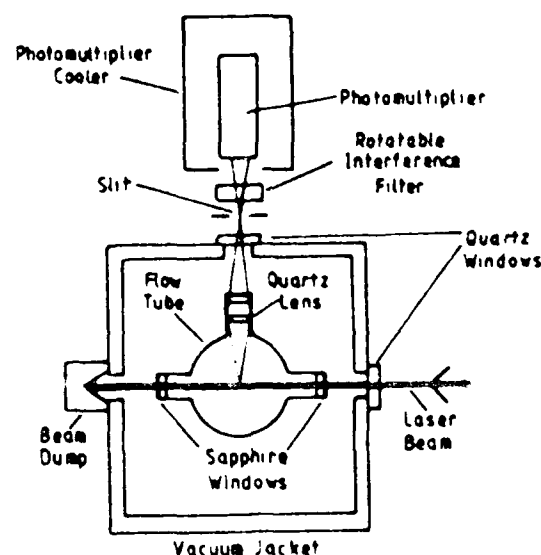 Photomultiplier
Cooler
Photomultiplier
Rotatable
Interference
Filter
Slit
Quartz
Windows
Flow
Tube
Quartz
Lens
Beam
Dump
Sapphire
Windows
Laser
Beam
Vacuum Jacket